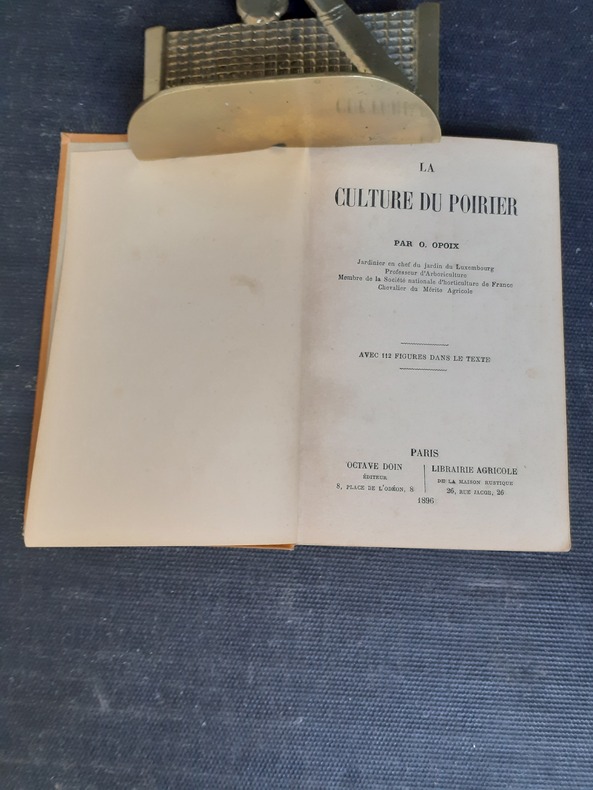 LA
CULTURE DU POIRIER
PAR O. OPOIX
Jardinier en chef du jardin du Luxembourg
Professeur d'Arboriculture
Membre de la Société nationale d'horticulture de France
Chevalier du Mérite Agricole
AVEC 112 FIGURES DANS LE TEXTE
PARIS
OCTAVE DOIN
ÉDITEUR
8, PLACE DE L'ODÉON, 8
LIBRAIRIE AGRICOLE
DE LA MAISON RUSTIQUE
26, RUE JACOB, 26
1896